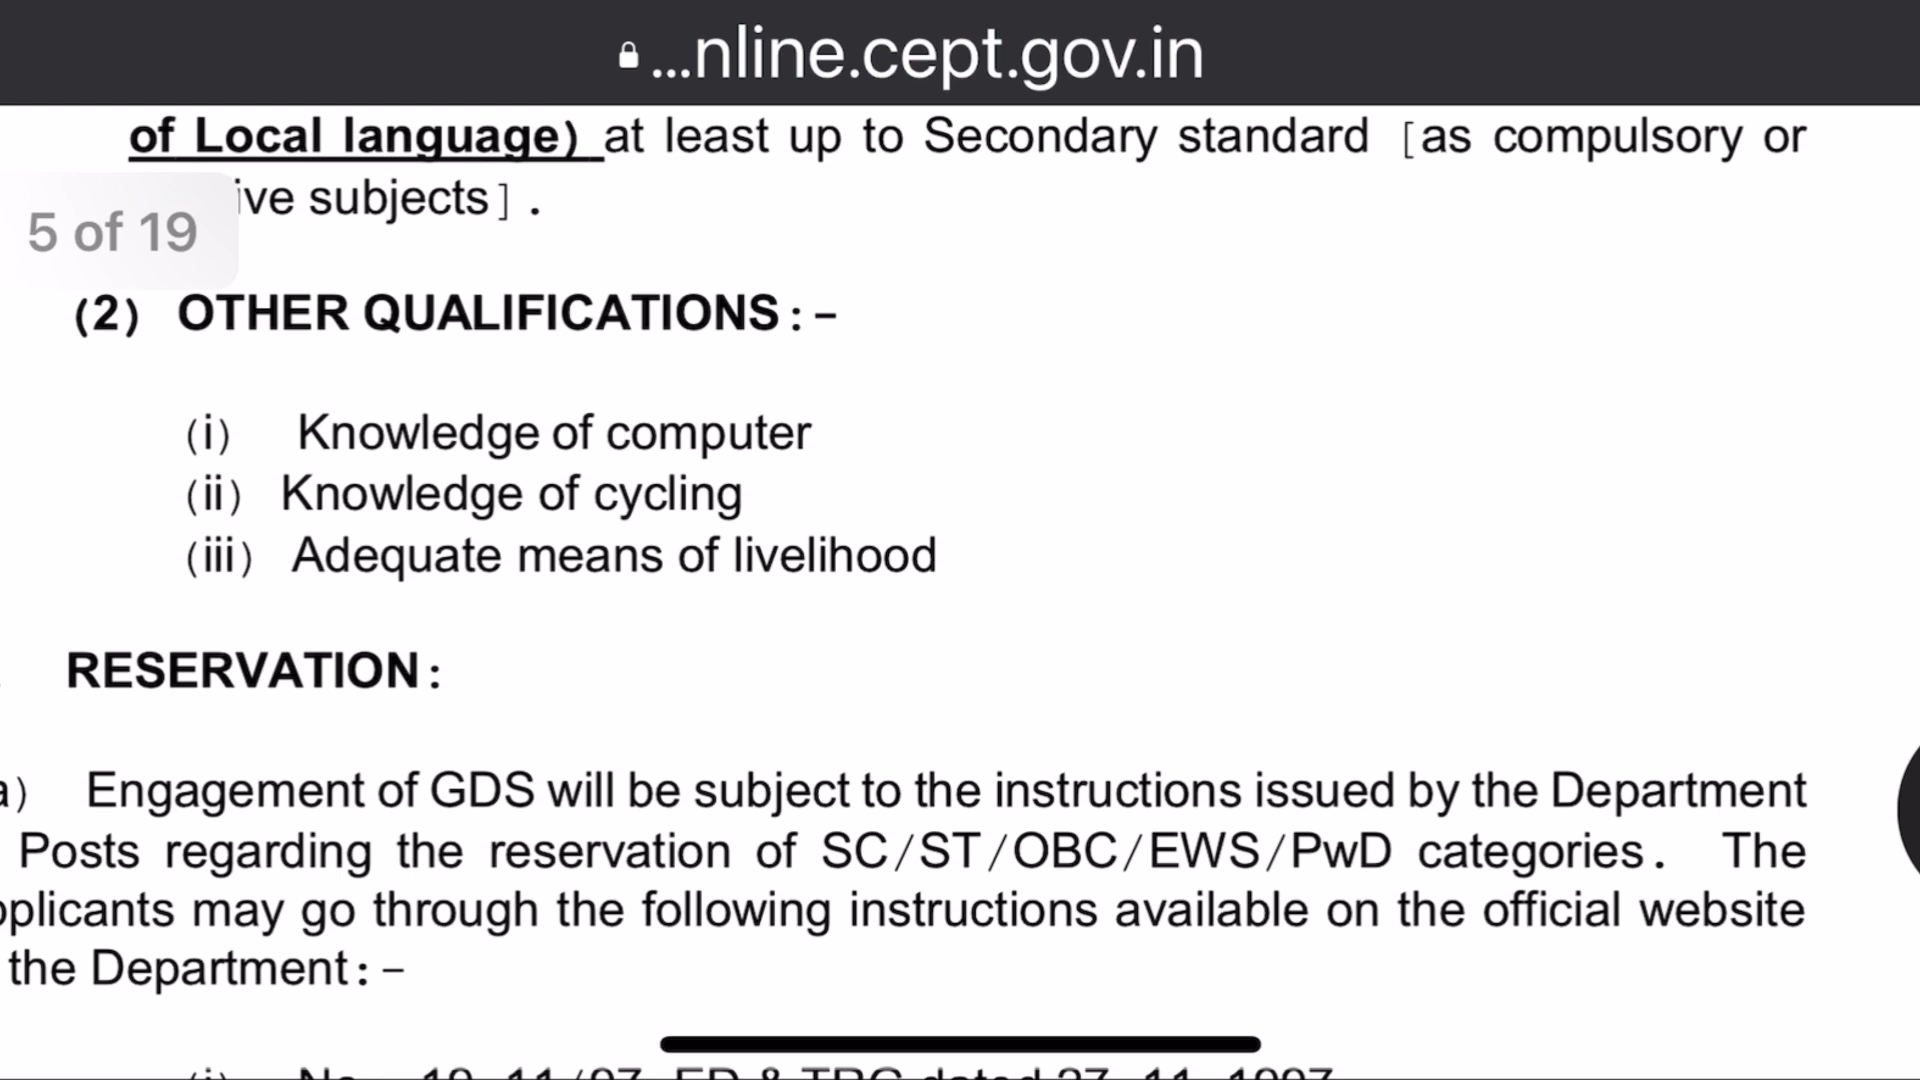 ...nline.cept.gov.in
of Local language) at least up to Secondary standard [as compulsory or
ive subjects] .
5 of 19
(2) OTHER QUALIFICATIONS:-
(i) Knowledge of computer
(ii) Knowledge of cycling
(iii) Adequate means of livelihood
RESERVATION:
a) Engagement of GDS will be subject to the instructions issued by the Department
Posts regarding the reservation of SC/ST/OBC/EWS/PwD categories. The
pplicants may go through the following instructions available on the official website
the Department:-